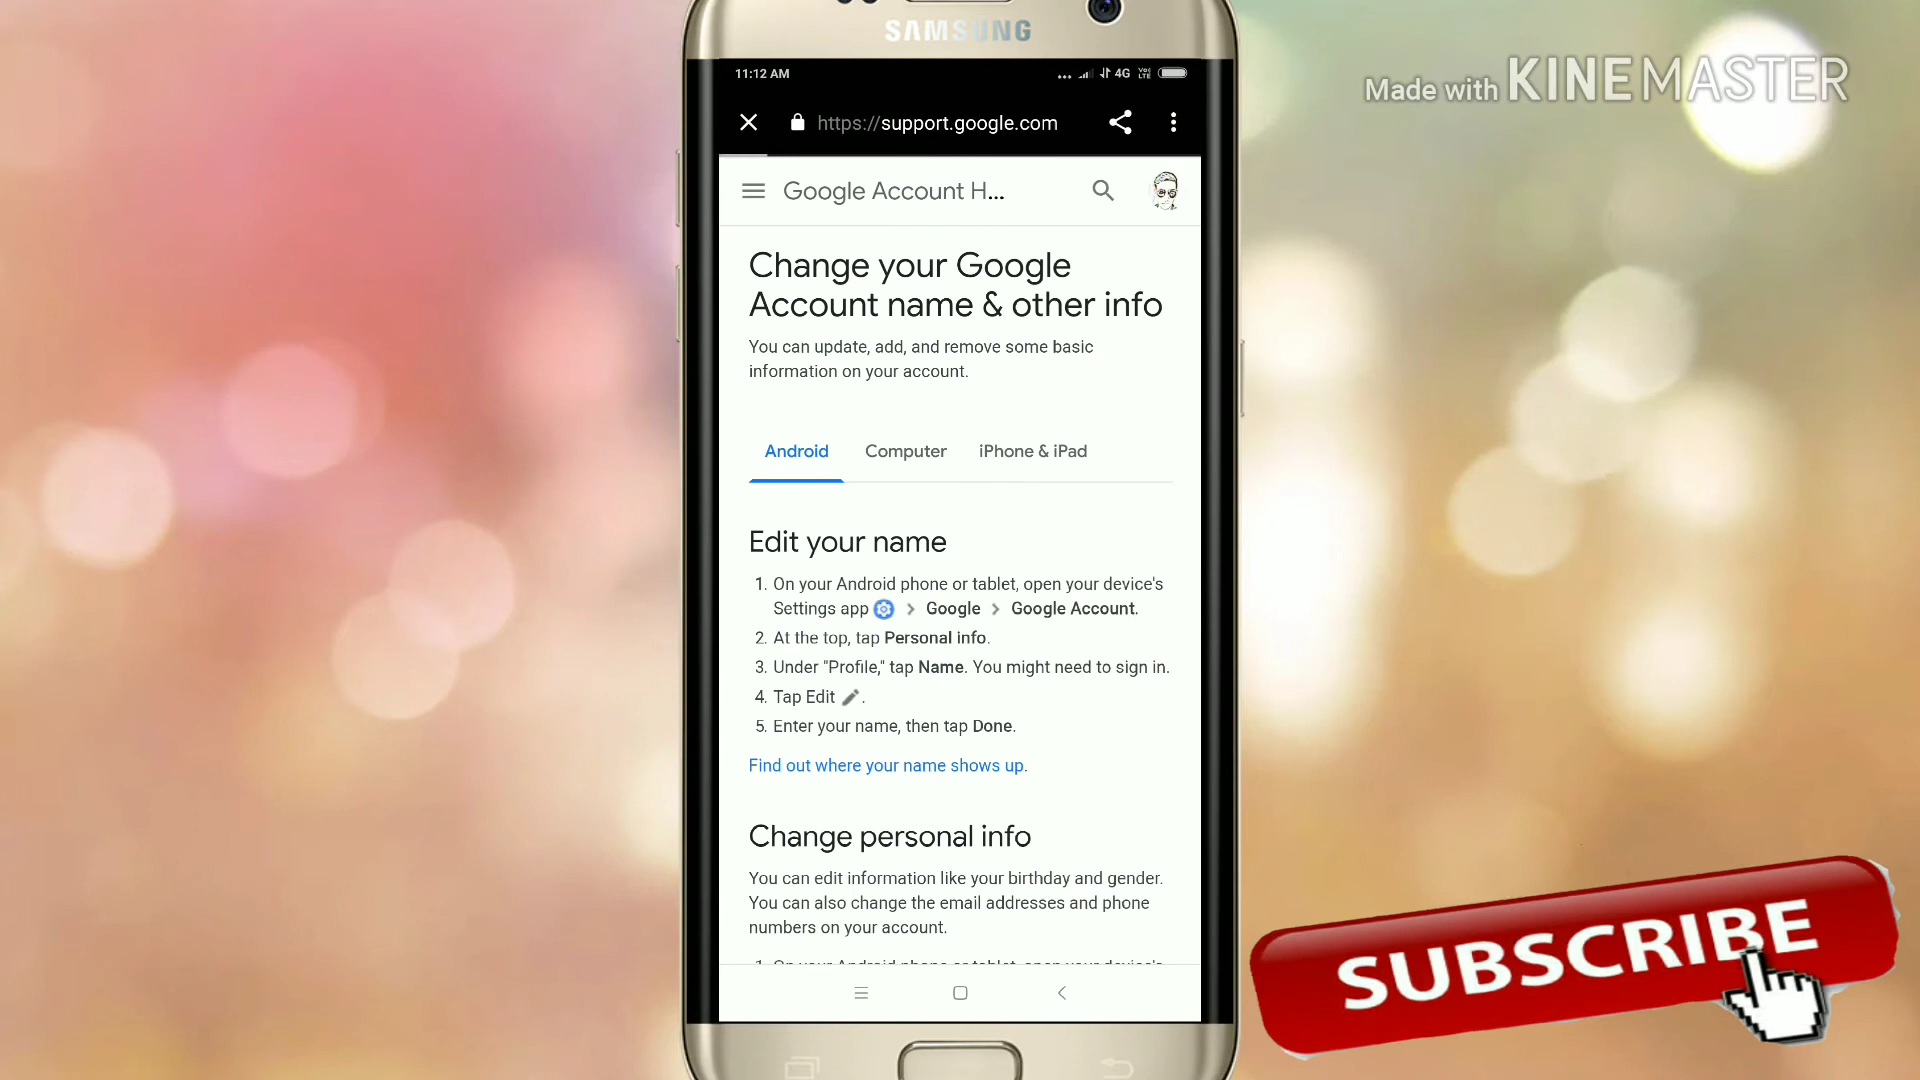 SAMSUNG
11:12 AM
4G
Made with KINEMASTER
https://support.google.com
Google Account H...
Change your Google
Account name & other info
You can update, add, and remove some basic
information on your account.
Android Computer iPhone & iPad
Edit your name
1. On your Android phone or tablet, open your device's
Settings app > Google > Google Account.
2. At the top, tap Personal info.
3. Under "Profile," tap Name. You might need to sign in.
4. Tap Edit .
5. Enter your name, then tap Done.
Find out where your name shows up.
Change personal info
You can edit information like your birthday and gender.
You can also change the email addresses and phone
numbers on your account.
1. On your Android phone or tablet, open your device's
SUBSCRIBE